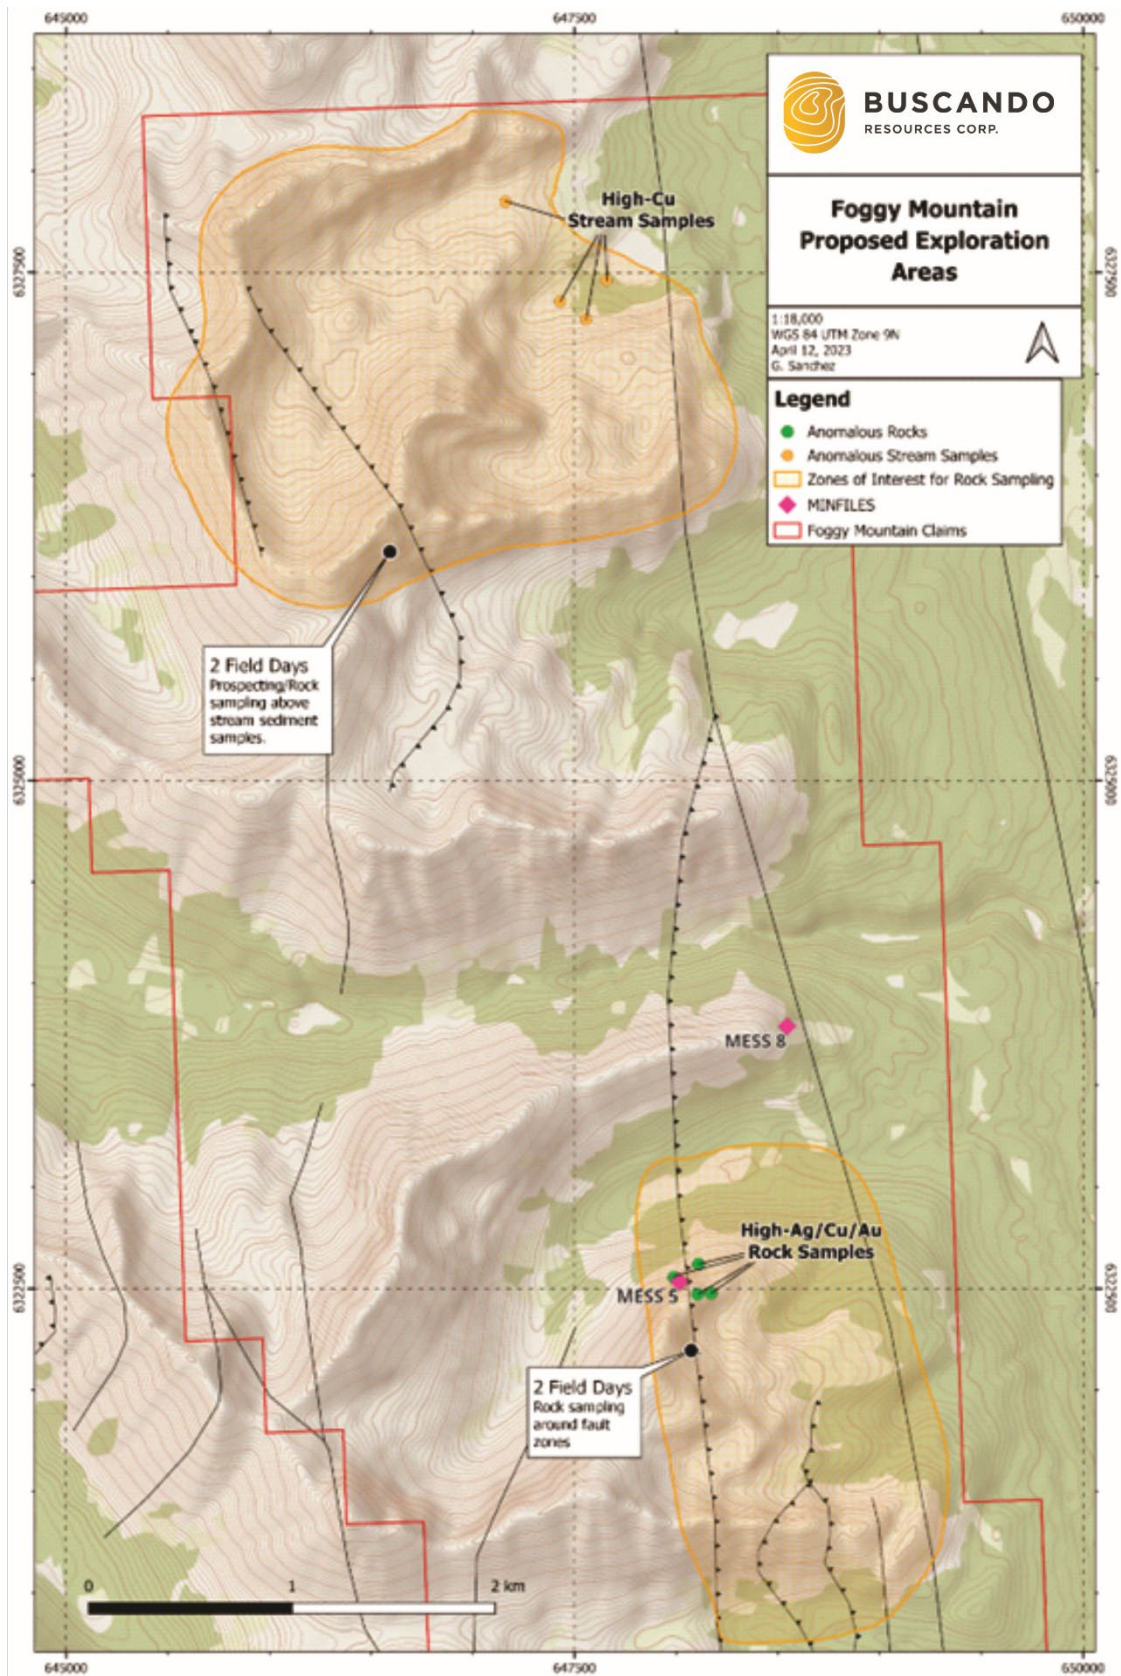 645000
647500
650000
BUSCANDO
RESOURCES CORP.
Foggy Mountain
Proposed Exploration
Areas
1:18,000
WGS 84 UTM Zone 9N
April 12, 2023
G. Sanchez
Legend
Anomalous Rocks
Anomalous Stream Samples
Zones of Interest for Rock Sampling
MINFILES
Foggy Mountain Claims
High-Cu
Stream Samples
6327500
6327500
2 Field Days
Prospecting/Rock
sampling above
stream sediment
samples.
6325000
6325000
MESS 8
High-Ag/Cu/Au
Rock Samples
MESS 5
6322500
6322500
2 Field Days
Rock sampling
around fault
zones
0
1
2 km
645000
647500
650000